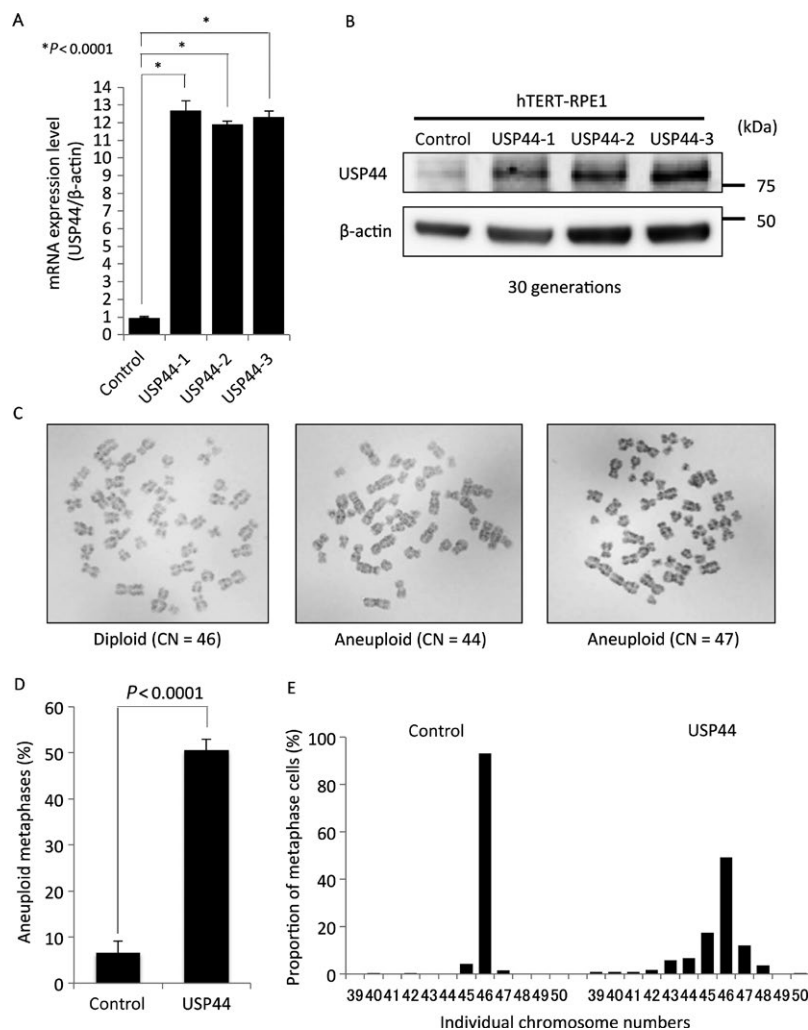 A
*P< 0.0001
*
*
*
14
13
12
11
10
9
8
7
6
5
4
3
2
1
0
mRNA expression level
(USP44/β-actin)
Control
USP44-1
USP44-2
USP44-3
B
hTERT-RPE1
(kDa)
Control USP44-1 USP44-2 USP44-3
USP44
75
50
β-actin
30 generations
C
Diploid (CN = 46)
Aneuploid (CN = 44)
Aneuploid (CN = 47)
D
P< 0.0001
60
50
40
30
20
10
0
Aneuploid metaphases (%)
Control
USP44
E
Control
USP44
100
80
60
40
20
0
Proportion of metaphase cells (%)
39 40 41 42 43 44 45 46 47 48 49 50
39 40 41 42 43 44 45 46 47 48 49 50
Individual chromosome numbers